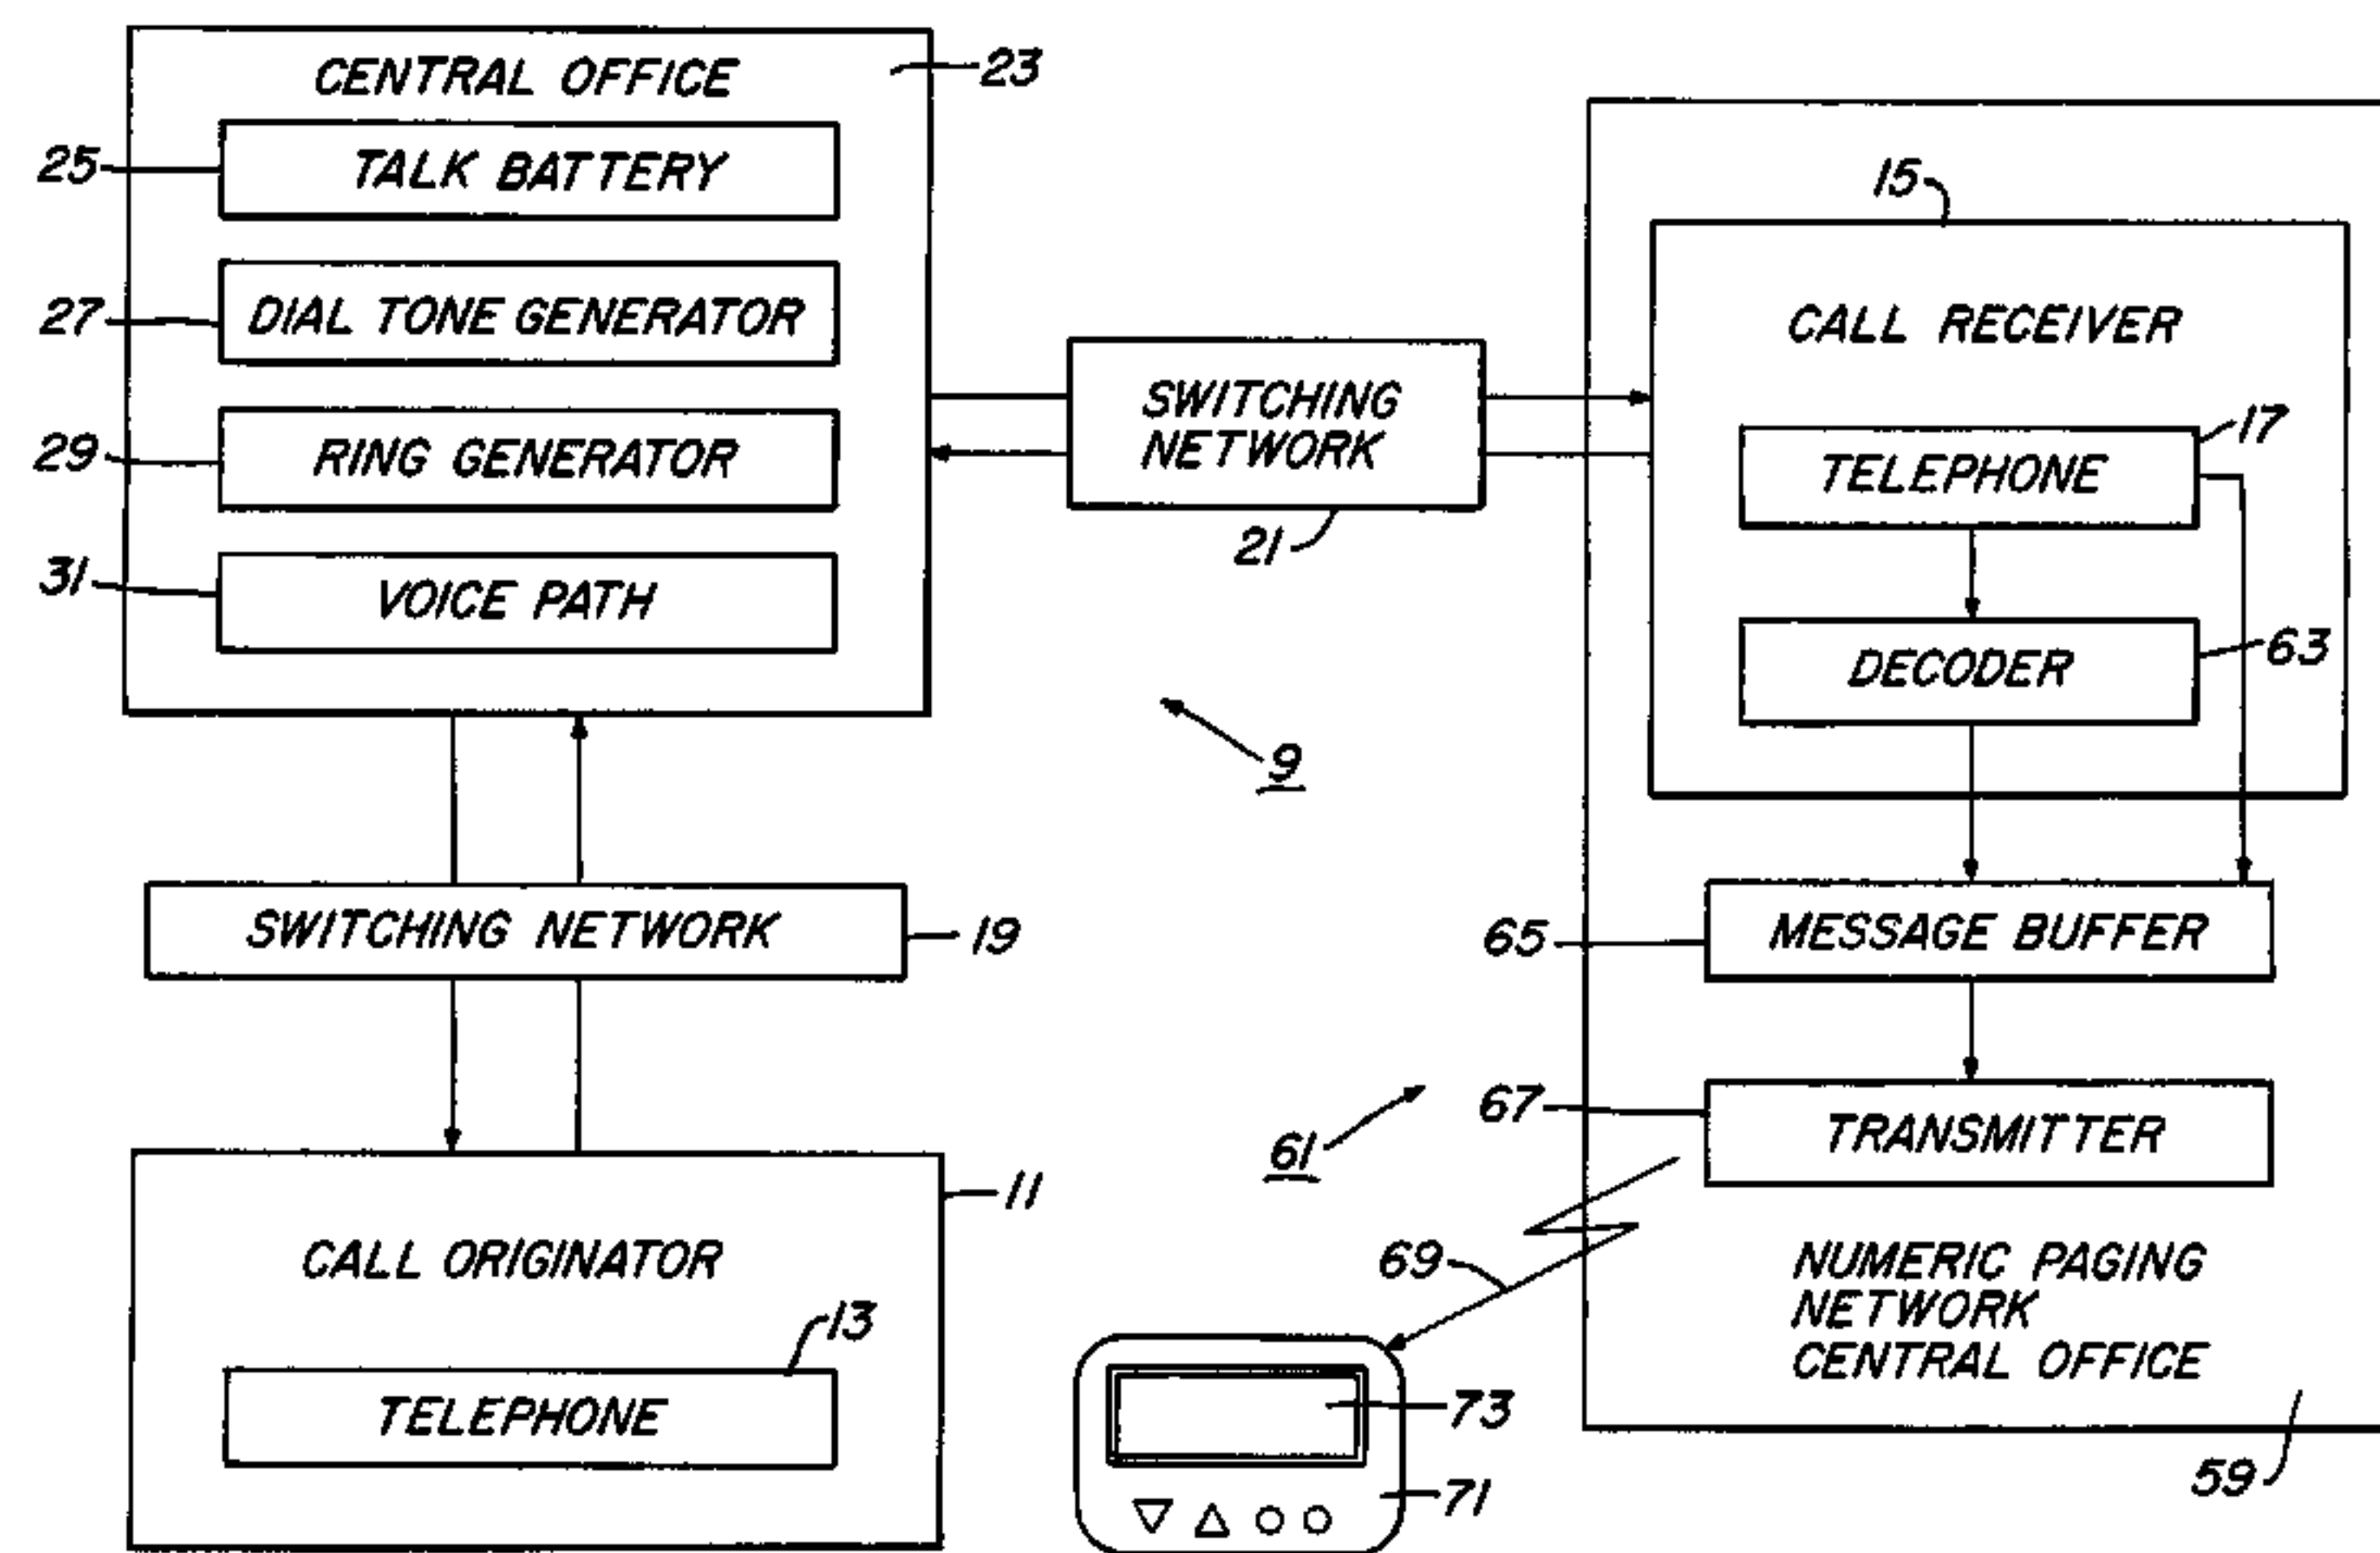 CENTRAL OFFICE
23
25
TALK BATTERY
27
DIAL TONE GENERATOR
29
RING GENERATOR
31
VOICE PATH
SWITCHING
NETWORK
21
15
CALL RECEIVER
17
TELEPHONE
DECODER
63
9
SWITCHING NETWORK
19
65
MESSAGE BUFFER
67
TRANSMITTER
61
69
NUMERIC PAGING
NETWORK
CENTRAL OFFICE
59
11
CALL ORIGINATOR
13
TELEPHONE
73
71